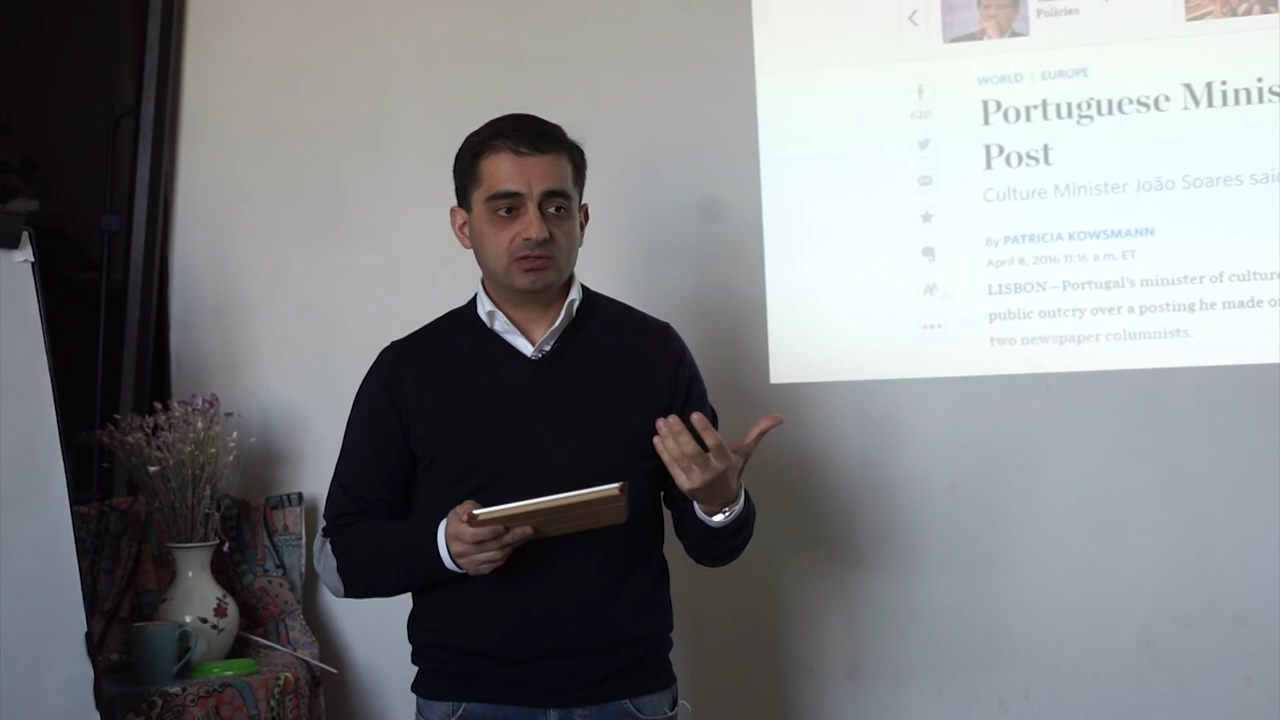 Policies
WORLD | EUROPE
Portuguese Minis
Post
620
Culture Minister João Soares said
By PATRICIA KOWSMANN
April 8, 2016 11:16 a.m. ET
LISBON—Portugal's minister of culture
public outcry over a posting he made o
two newspaper columnists.